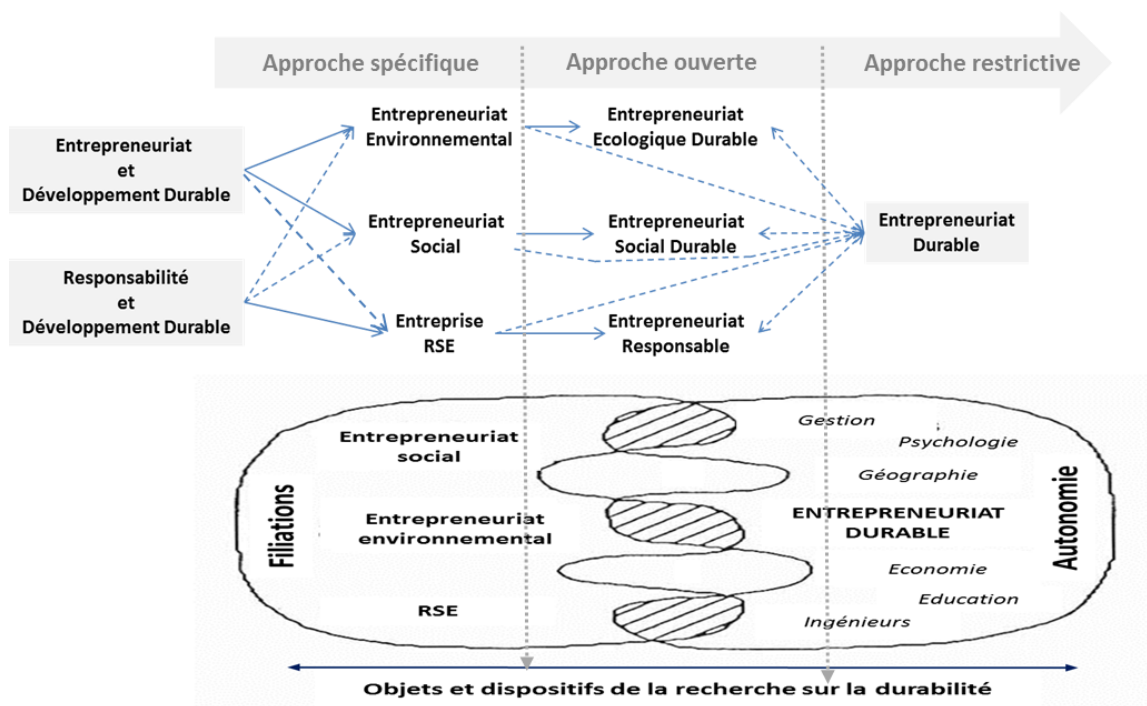 Approche spécifique
Approche ouverte
Approche restrictive
Entrepreneuriat
et
Développement Durable
Responsabilité
et
Développement Durable
Entrepreneuriat
Environnemental
Entrepreneuriat
Social
Entreprise
RSE
Entrepreneuriat
Ecologique Durable
Entrepreneuriat
Social Durable
Entrepreneuriat
Responsable
Entrepreneuriat
Durable
Filiations
Entrepreneuriat
social
Entrepreneuriat
environnemental
RSE
Gestion
Psychologie
Géographie
ENTREPRENEURIAT
DURABLE
Economie
Education
Ingénieurs
Autonomie
Objets et dispositifs de la recherche sur la durabilité